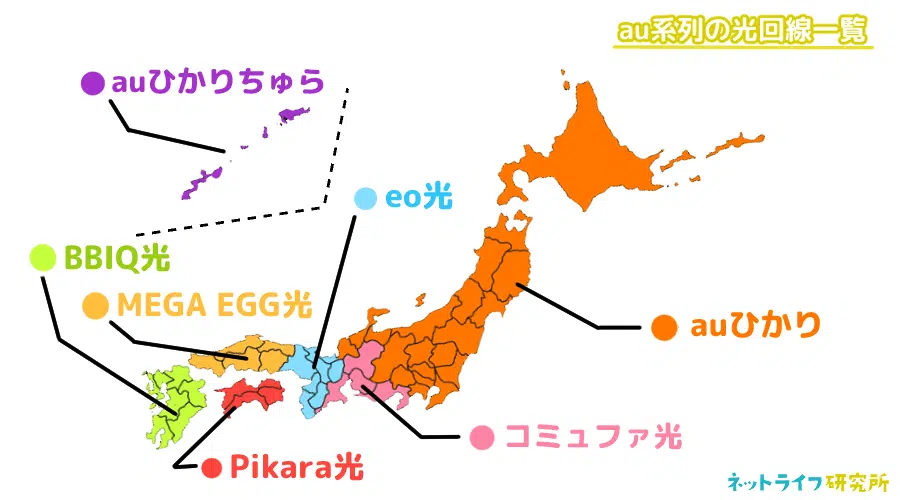 au系列の光回線一覧
auひかりちゅら
eo光
BBIQ光
MEGA EGG光
auひかり
コミュファ光
Pikara光
ネットライフ研究所